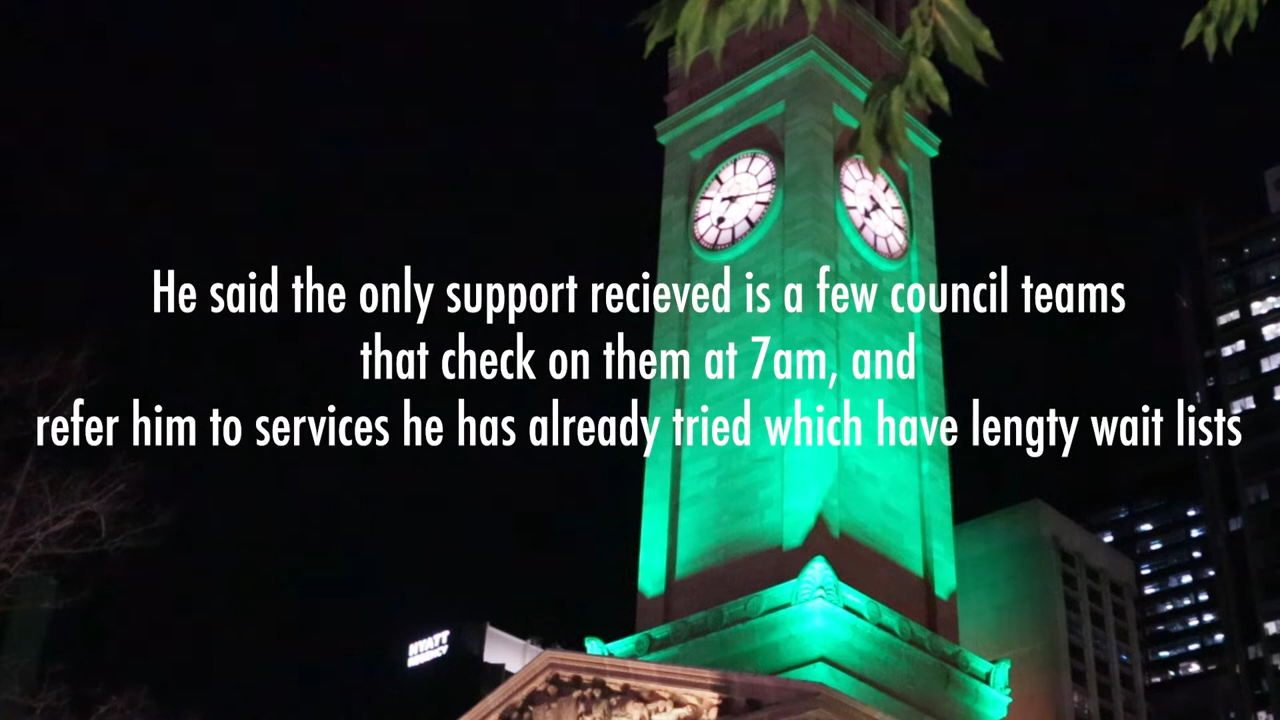 He said the only support recieved is a few council teams
that check on them at 7am, and
refer him to services he has already tried which have lengty wait lists
HYATT
REGENCY